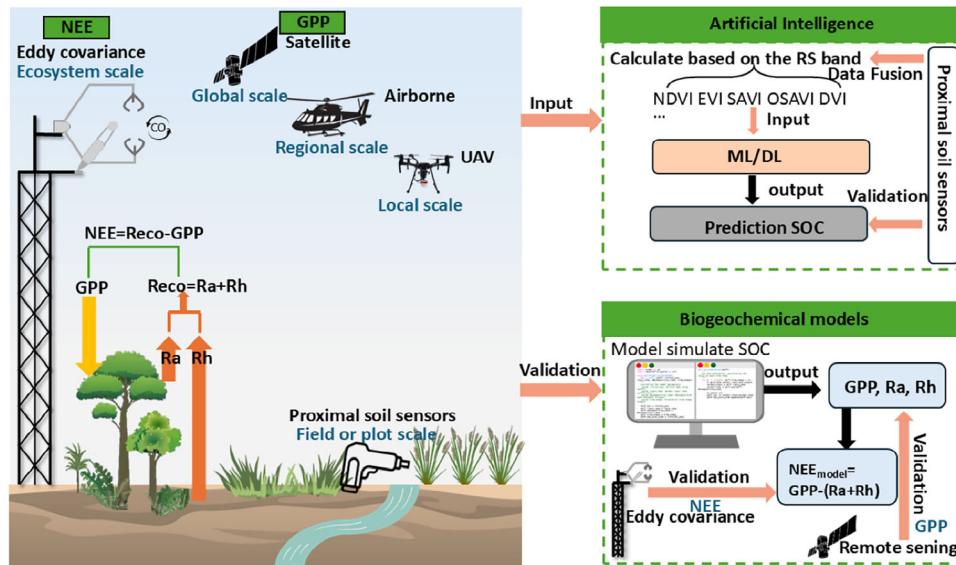 NEE
Eddy covariance
Ecosystem scale
CO₂
GPP
Satellite
Global scale
Airborne
Regional scale
UAV
Local scale
NEE=Reco-GPP
GPP
Reco=Ra+Rh
Ra
Rh
Proximal soil sensors
Field or plot scale
Input
Validation
Artificial Intelligence
Calculate based on the RS band
Data Fusion
NDVI EVI SAVI OSAVI DVI
...
Input
ML/DL
output
Prediction SOC
Validation
Proximal soil sensors
Biogeochemical models
Model simulate SOC
output
GPP, Ra, Rh
Validation
NEE
Eddy covariance
NEEmodel=
GPP-(Ra+Rh)
Validation
GPP
Remote sening